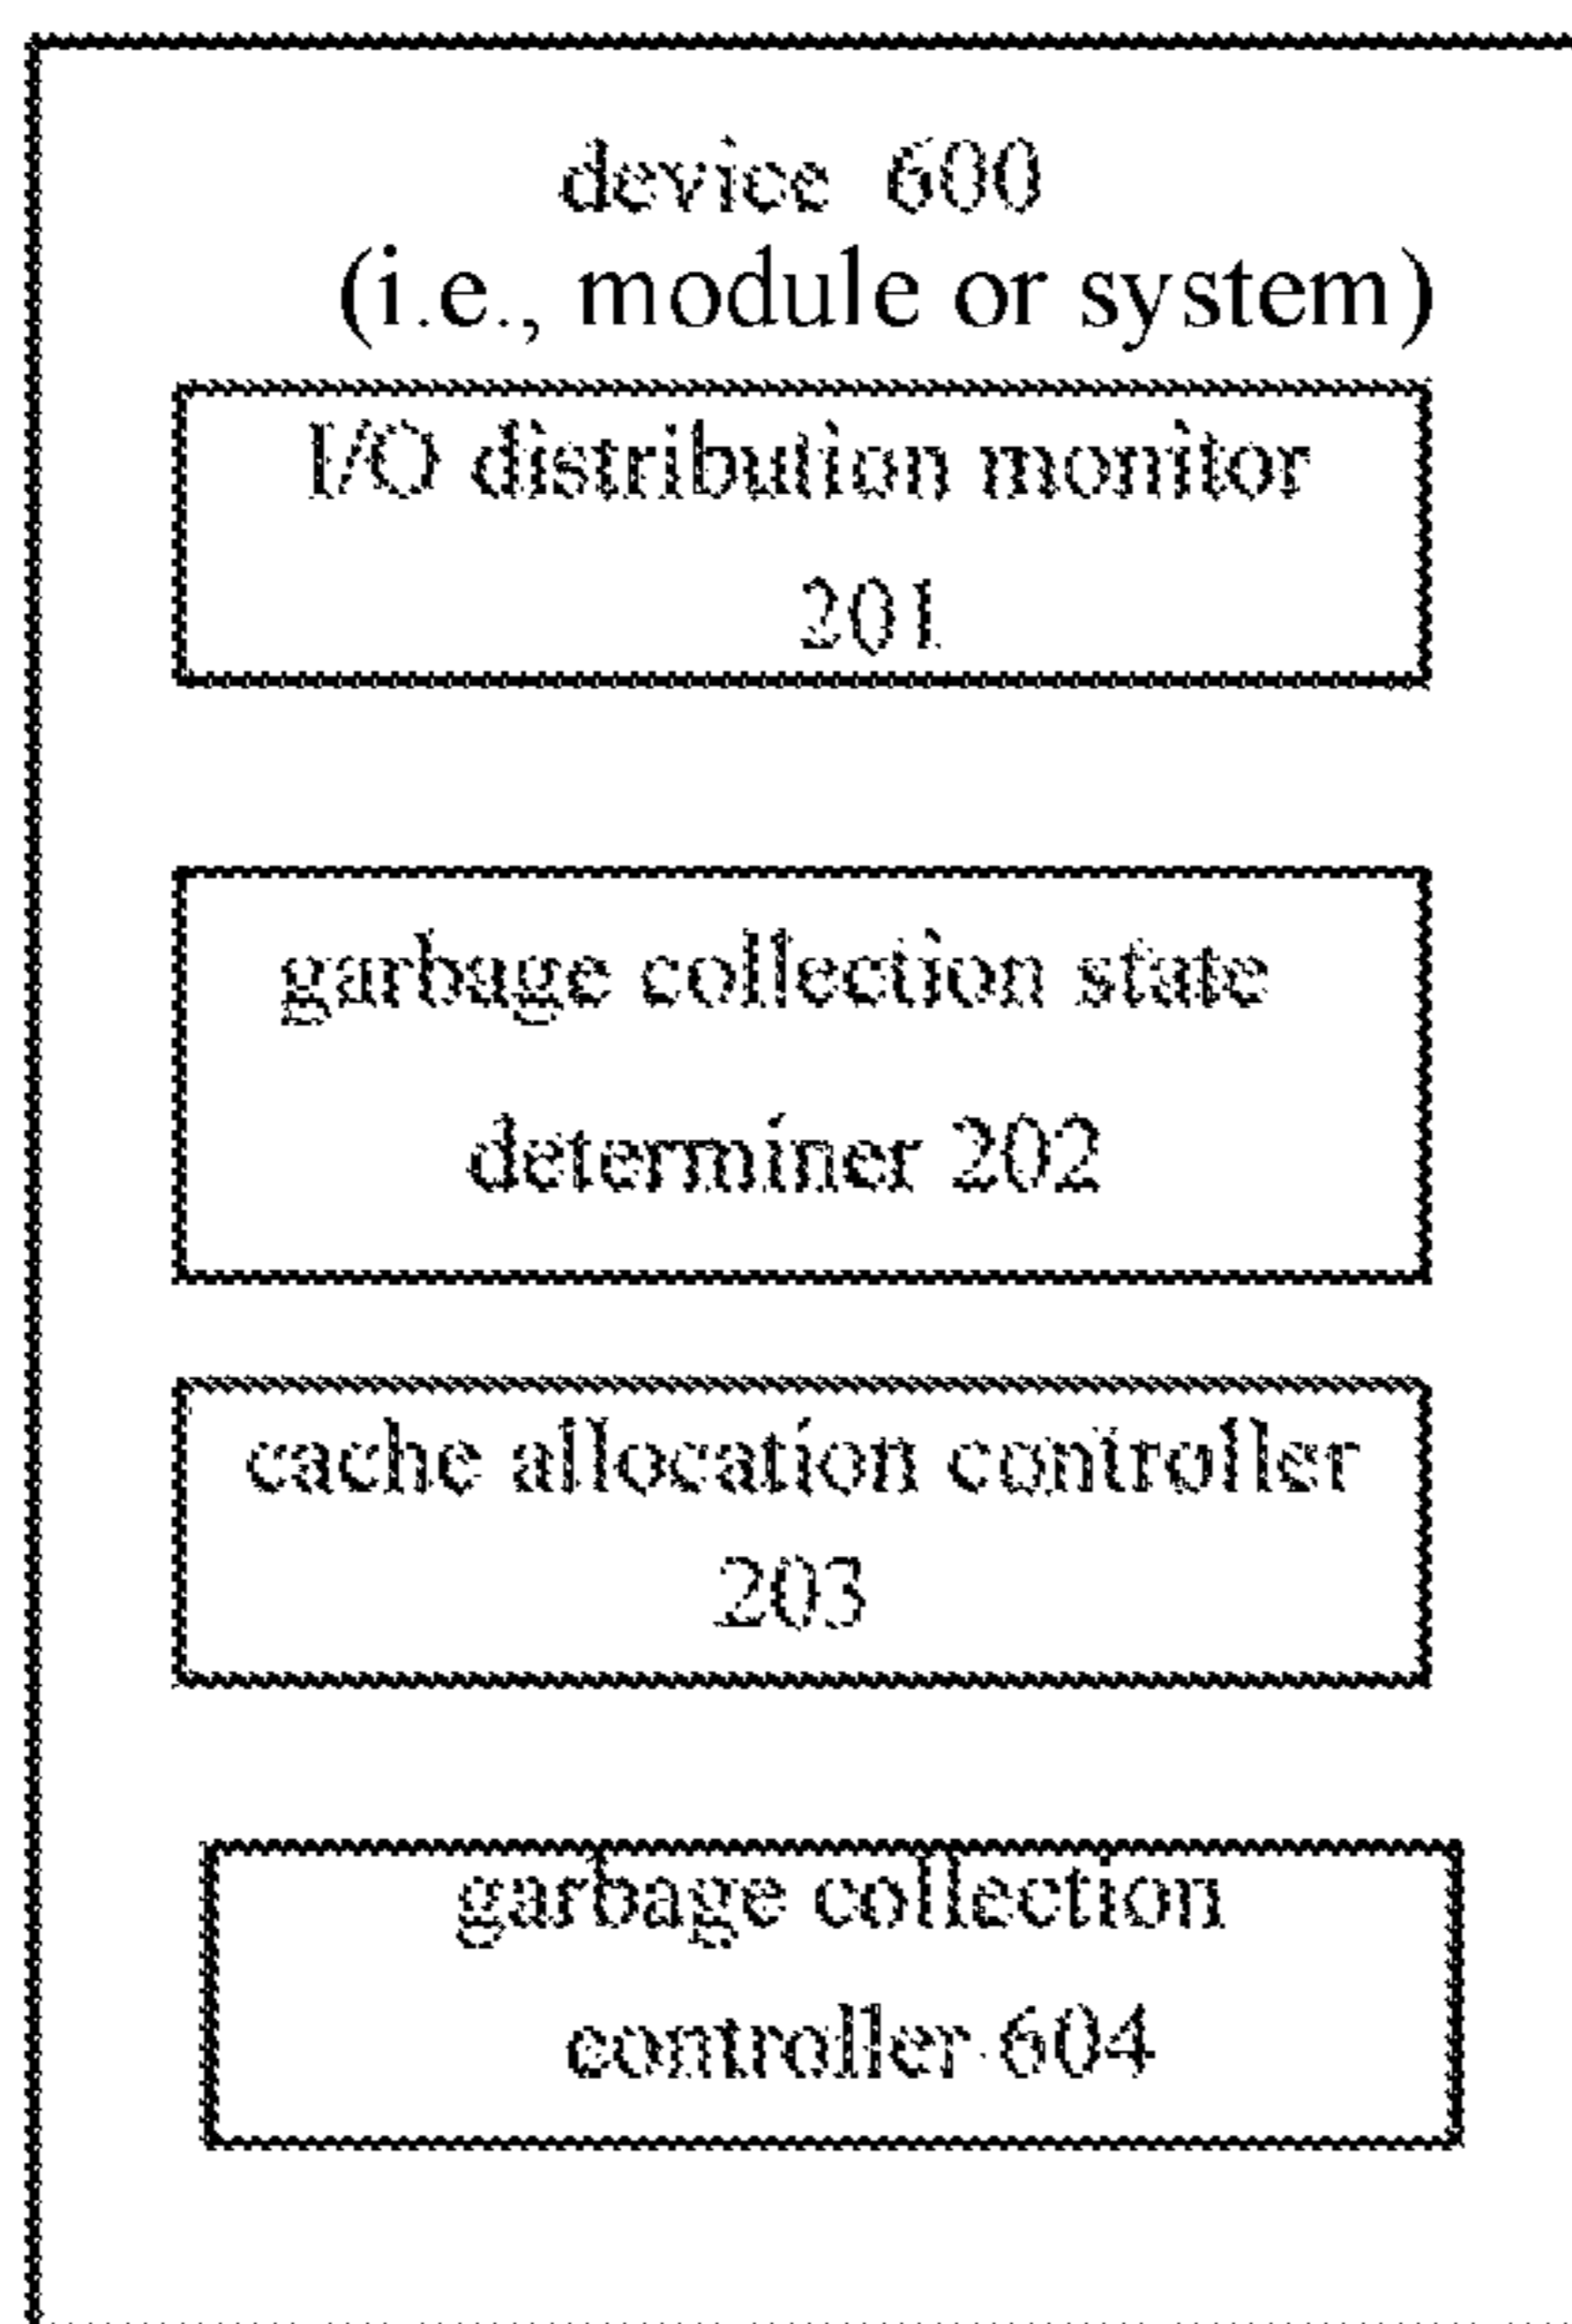 device 600
(i.e., module or system)
I/O distribution monitor
201
garbage collection state
determiner 202
cache allocation controller
203
garbage collection
controller 604